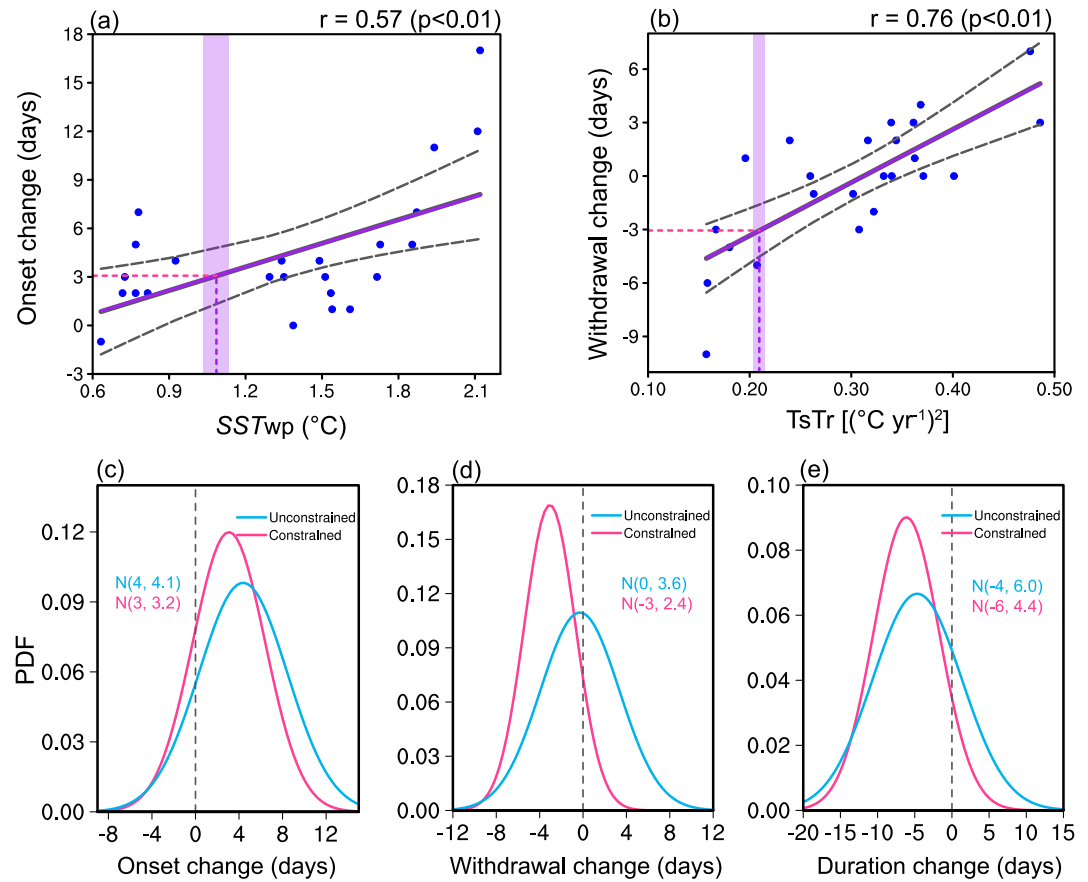 (a)
r = 0.57 (p<0.01)
18
15
12
9
6
3
0
-3
Onset change (days)
0.6
0.9
1.2
1.5
1.8
2.1
SSTwp (°C)
(b)
r = 0.76 (p<0.01)
6
3
0
-3
-6
-9
Withdrawal change (days)
0.10
0.20
0.30
0.40
0.50
TsTr [(°C yr⁻¹)²]
(c)
0.12
0.09
0.06
0.03
0.00
PDF
Unconstrained
Constrained
N(4, 4.1)
N(3, 3.2)
-8
-4
0
4
8
12
Onset change (days)
(d)
0.18
0.15
0.12
0.09
0.06
0.03
0.00
Unconstrained
Constrained
N(0, 3.6)
N(-3, 2.4)
-12
-8
-4
0
4
8
12
Withdrawal change (days)
(e)
0.10
0.08
0.06
0.04
0.02
0.00
Unconstrained
Constrained
N(-4, 6.0)
N(-6, 4.4)
-20
-15
-10
-5
0
5
10
15
Duration change (days)